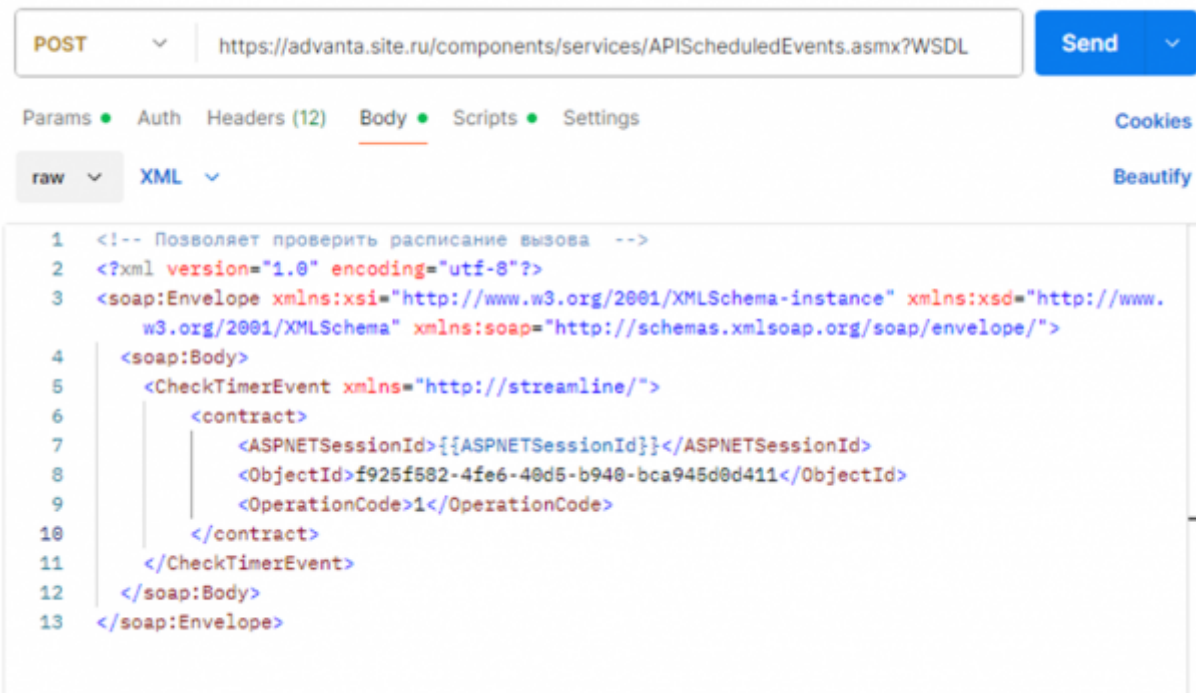 POST https://advanta.site.ru/components/services/APIScheduledEvents.asmx?WSDL Send
Params Auth Headers (12) Body Scripts Settings Cookies
raw XML Beautify
1 <!-- Позволяет проверить расписание вызова -->
2 <?xml version="1.0" encoding="utf-8"?>
3 <soap:Envelope xmlns:xsi="http://www.w3.org/2001/XMLSchema-instance" xmlns:xsd="http://www.
w3.org/2001/XMLSchema" xmlns:soap="http://schemas.xmlsoap.org/soap/envelope/">
4 <soap:Body>
5 <CheckTimerEvent xmlns="http://streamline/">
6 <contract>
7 <ASPNETSessionId>{{ASPNETSessionId}}</ASPNETSessionId>
8 <ObjectId>f925f582-4fe6-40d5-b940-bca945d0d411</ObjectId>
9 <OperationCode>1</OperationCode>
10 </contract>
11 </CheckTimerEvent>
12 </soap:Body>
13 </soap:Envelope>